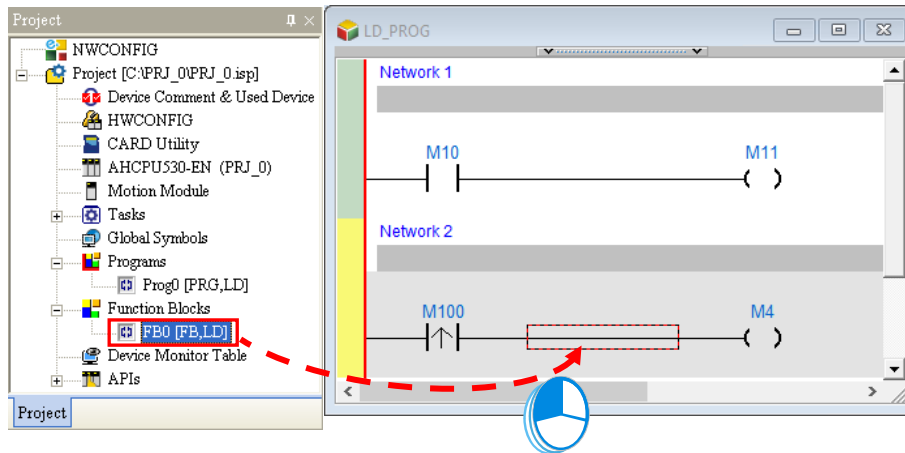 Project
NWCONFIG
Project [C:\PRJ_0\PRJ_0.isp]
Device Comment & Used Device
HWCONFIG
CARD Utility
AHCPU530-EN (PRJ_0)
Motion Module
Tasks
Global Symbols
Programs
Prog0 [PRG,LD]
Function Blocks
FB0 [FB,LD]
Device Monitor Table
APIs
Project
LD_PROG
Network 1
M10 M11
Network 2
M100 M4